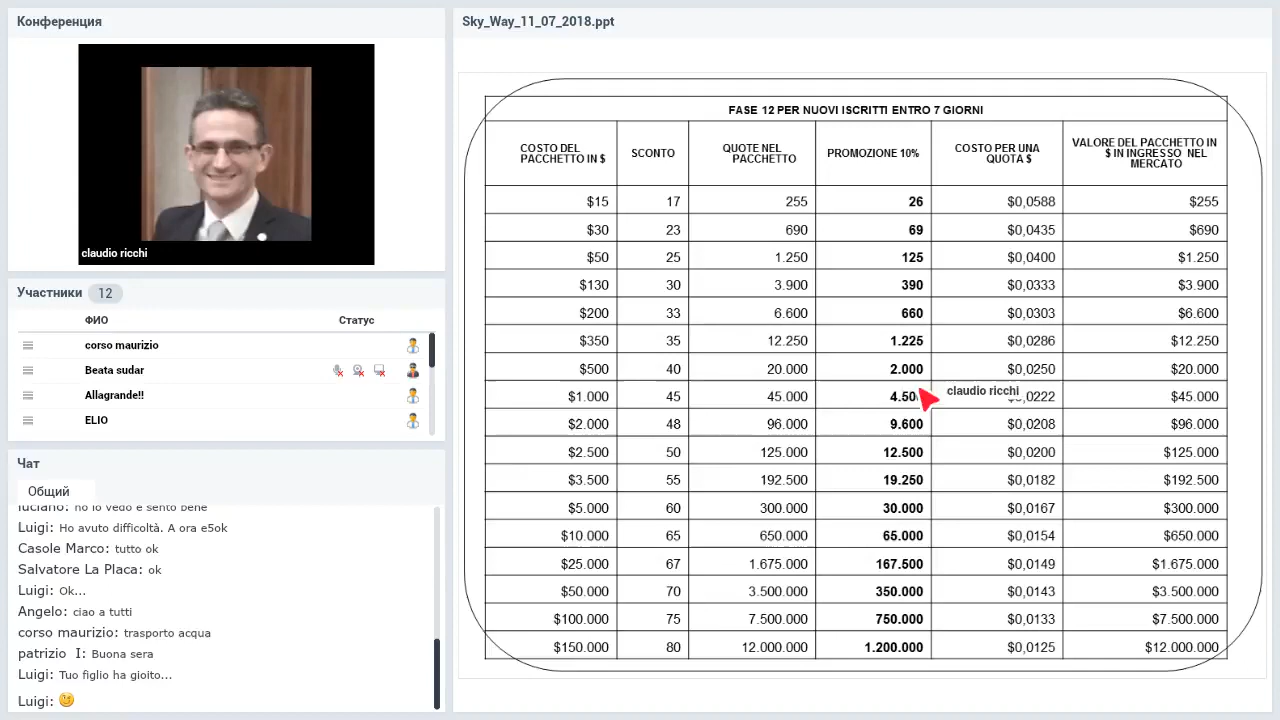 Конференция
claudio ricchi
Участники 12
ФИО Статус
corso maurizio
Beata sudar
Allagrande!!
ELIO
Чат
Общий
luciano: no lo vedo e sento bene
Luigi: Ho avuto difficoltà. A ora e5ok
Casole Marco: tutto ok
Salvatore La Placa: ok
Luigi: Ok...
Angelo: ciao a tutti
corso maurizio: trasporto acqua
patrizio I: Buona sera
Luigi: Tuo figlio ha gioito...
Luigi:
Sky_Way_11_07_2018.ppt
FASE 12 PER NUOVI ISCRITTI ENTRO 7 GIORNI
COSTO DEL PACCHETTO IN $ SCONTO QUOTE NEL PACCHETTO PROMOZIONE 10% COSTO PER UNA QUOTA $ VALORE DEL PACCHETTO IN $ IN INGRESSO NEL MERCATO
$15 17 255 26 $0,0588 $255
$30 23 690 69 $0,0435 $690
$50 25 1.250 125 $0,0400 $1.250
$130 30 3.900 390 $0,0333 $3.900
$200 33 6.600 660 $0,0303 $6.600
$350 35 12.250 1.225 $0,0286 $12.250
$500 40 20.000 2.000 $0,0250 $20.000
claudio ricchi
$1.000 45 45.000 4.500 0,0222 $45.000
$2.000 48 96.000 9.600 $0,0208 $96.000
$2.500 50 125.000 12.500 $0,0200 $125.000
$3.500 55 192.500 19.250 $0,0182 $192.500
$5.000 60 300.000 30.000 $0,0167 $300.000
$10.000 65 650.000 65.000 $0,0154 $650.000
$25.000 67 1.675.000 167.500 $0,0149 $1.675.000
$50.000 70 3.500.000 350.000 $0,0143 $3.500.000
$100.000 75 7.500.000 750.000 $0,0133 $7.500.000
$150.000 80 12.000.000 1.200.000 $0,0125 $12.000.000